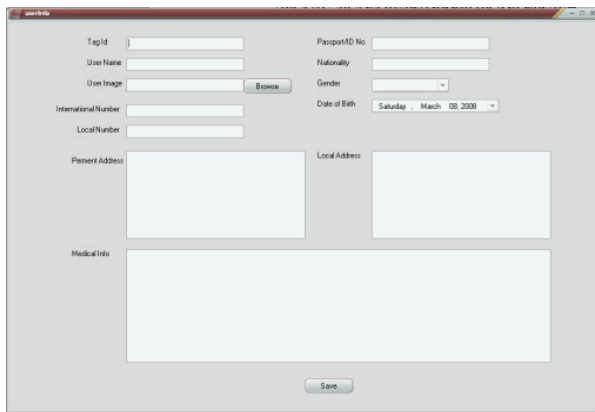 userinfo
Tag Id
Passport/ID No
User Name
Nationality
User Image
Browse
Gender
International Number
Date of Birth
Saturday , March 08, 2008
Local Number
Perment Address
Local Address
Medical Info
Save